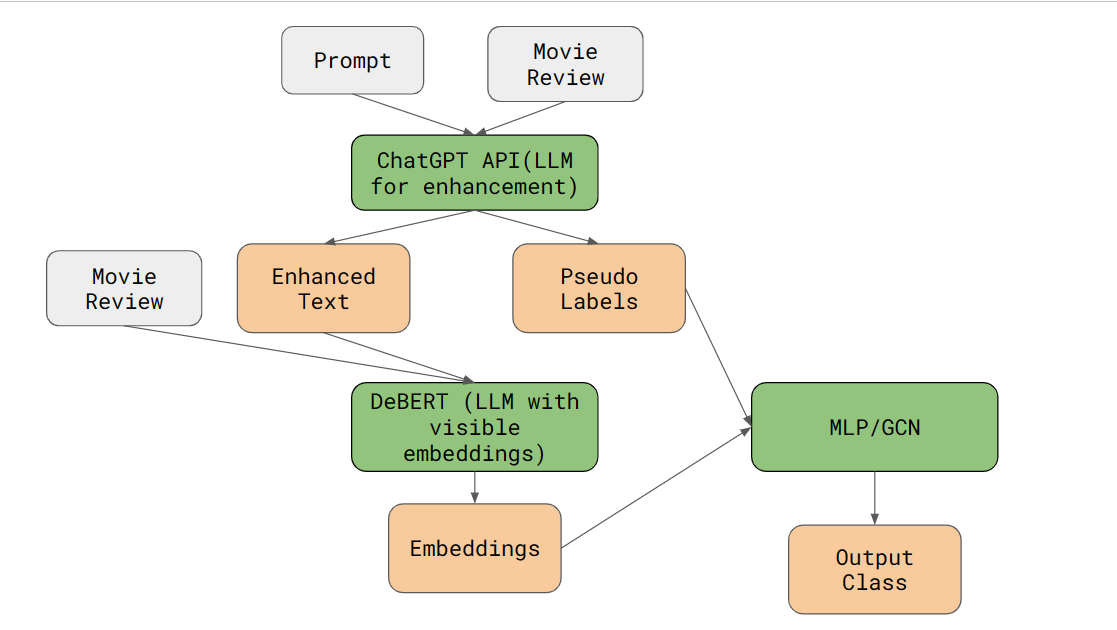 Prompt
Movie
Review
ChatGPT API(LLM
for enhancement)
Movie
Review
Enhanced
Text
Pseudo
Labels
DeBERT (LLM with
visible
embeddings)
MLP/GCN
Embeddings
Output
Class